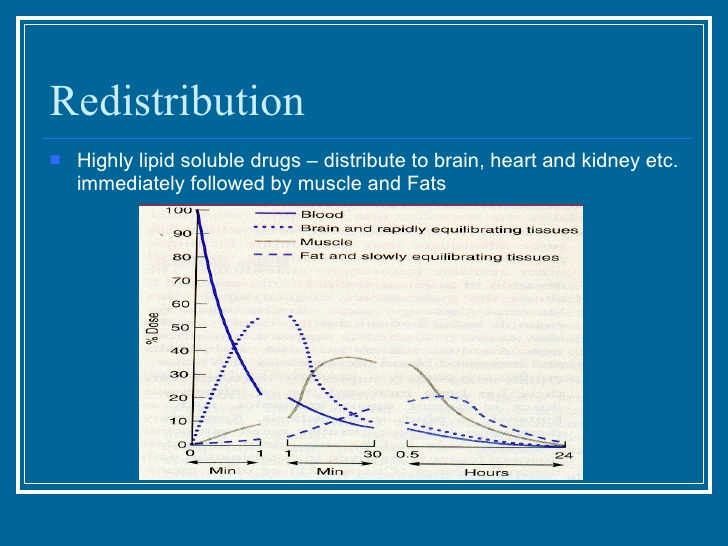 Redistribution
Highly lipid soluble drugs – distribute to brain, heart and kidney etc.
immediately followed by muscle and Fats
Blood
Brain and rapidly equilibrating tissues
Muscle
Fat and slowly equilibrating tissues
% Dose
100
90
80
70
60
50
40
30
20
10
0
0 1 1 30 0.5 24
Min Min Hours